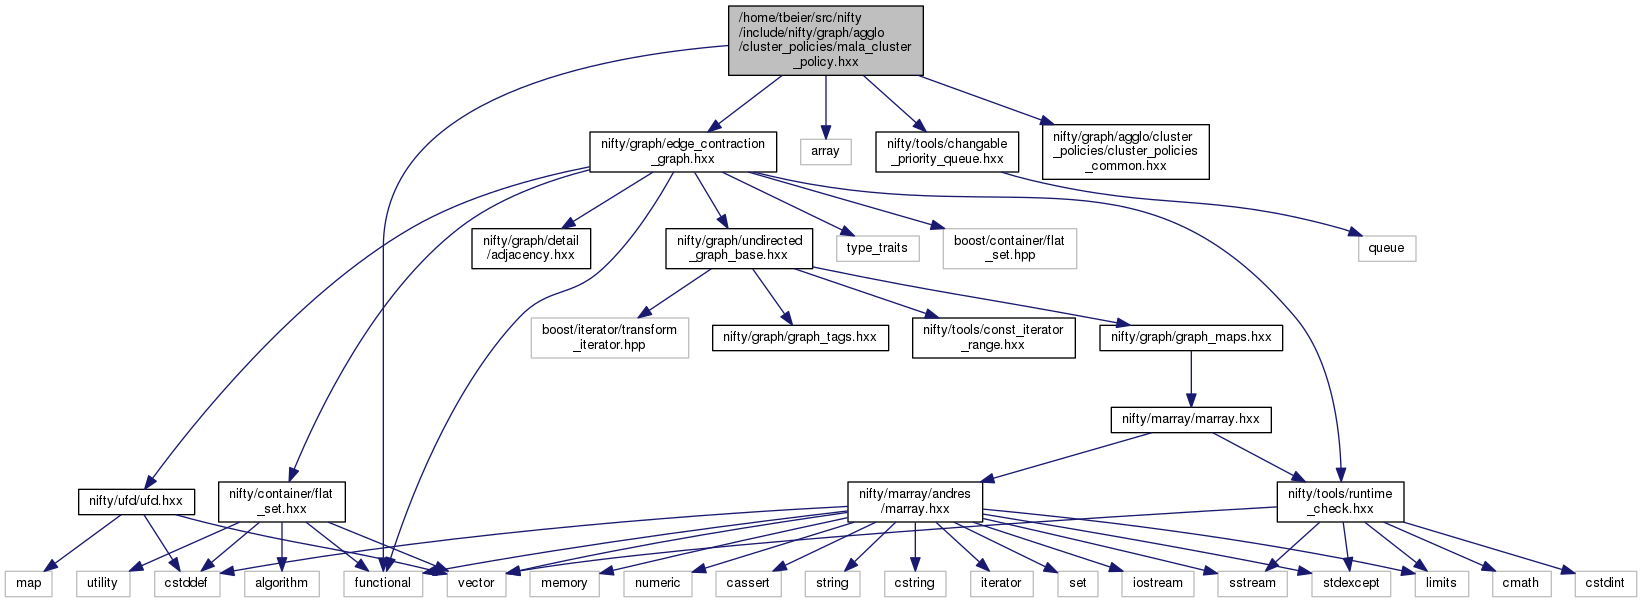 /home/tbeier/src/nifty
/include/nifty/graph/agglo
/cluster_policies/mala_cluster
_policy.hxx
nifty/graph/edge_contraction
_graph.hxx
array
nifty/tools/changable
_priority_queue.hxx
nifty/graph/agglo/cluster
_policies/cluster_policies
_common.hxx
nifty/graph/detail
/adjacency.hxx
nifty/graph/undirected
_graph_base.hxx
type_traits
boost/container/flat
_set.hpp
queue
boost/iterator/transform
_iterator.hpp
nifty/graph/graph_tags.hxx
nifty/tools/const_iterator
_range.hxx
nifty/graph/graph_maps.hxx
nifty/marray/marray.hxx
nifty/ufd/ufd.hxx
nifty/container/flat
_set.hxx
nifty/marray/andres
/marray.hxx
nifty/tools/runtime
_check.hxx
map
utility
cstddef
algorithm
functional
vector
memory
numeric
cassert
string
cstring
iterator
set
iostream
sstream
stdexcept
limits
cmath
cstdint